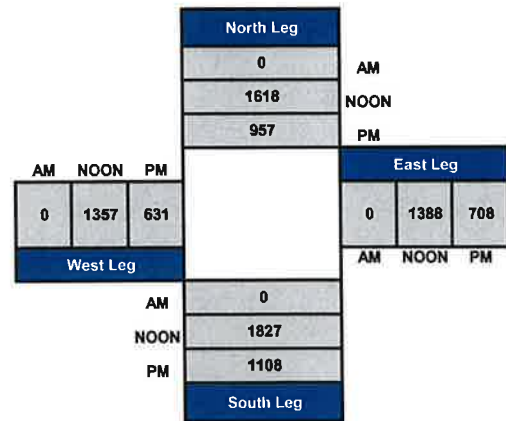 North Leg
0 AM
1618 NOON
957 PM
AM NOON PM
East Leg
0 1357 631
0 1388 708
West Leg
AM NOON PM
AM 0
NOON 1827
PM 1108
South Leg